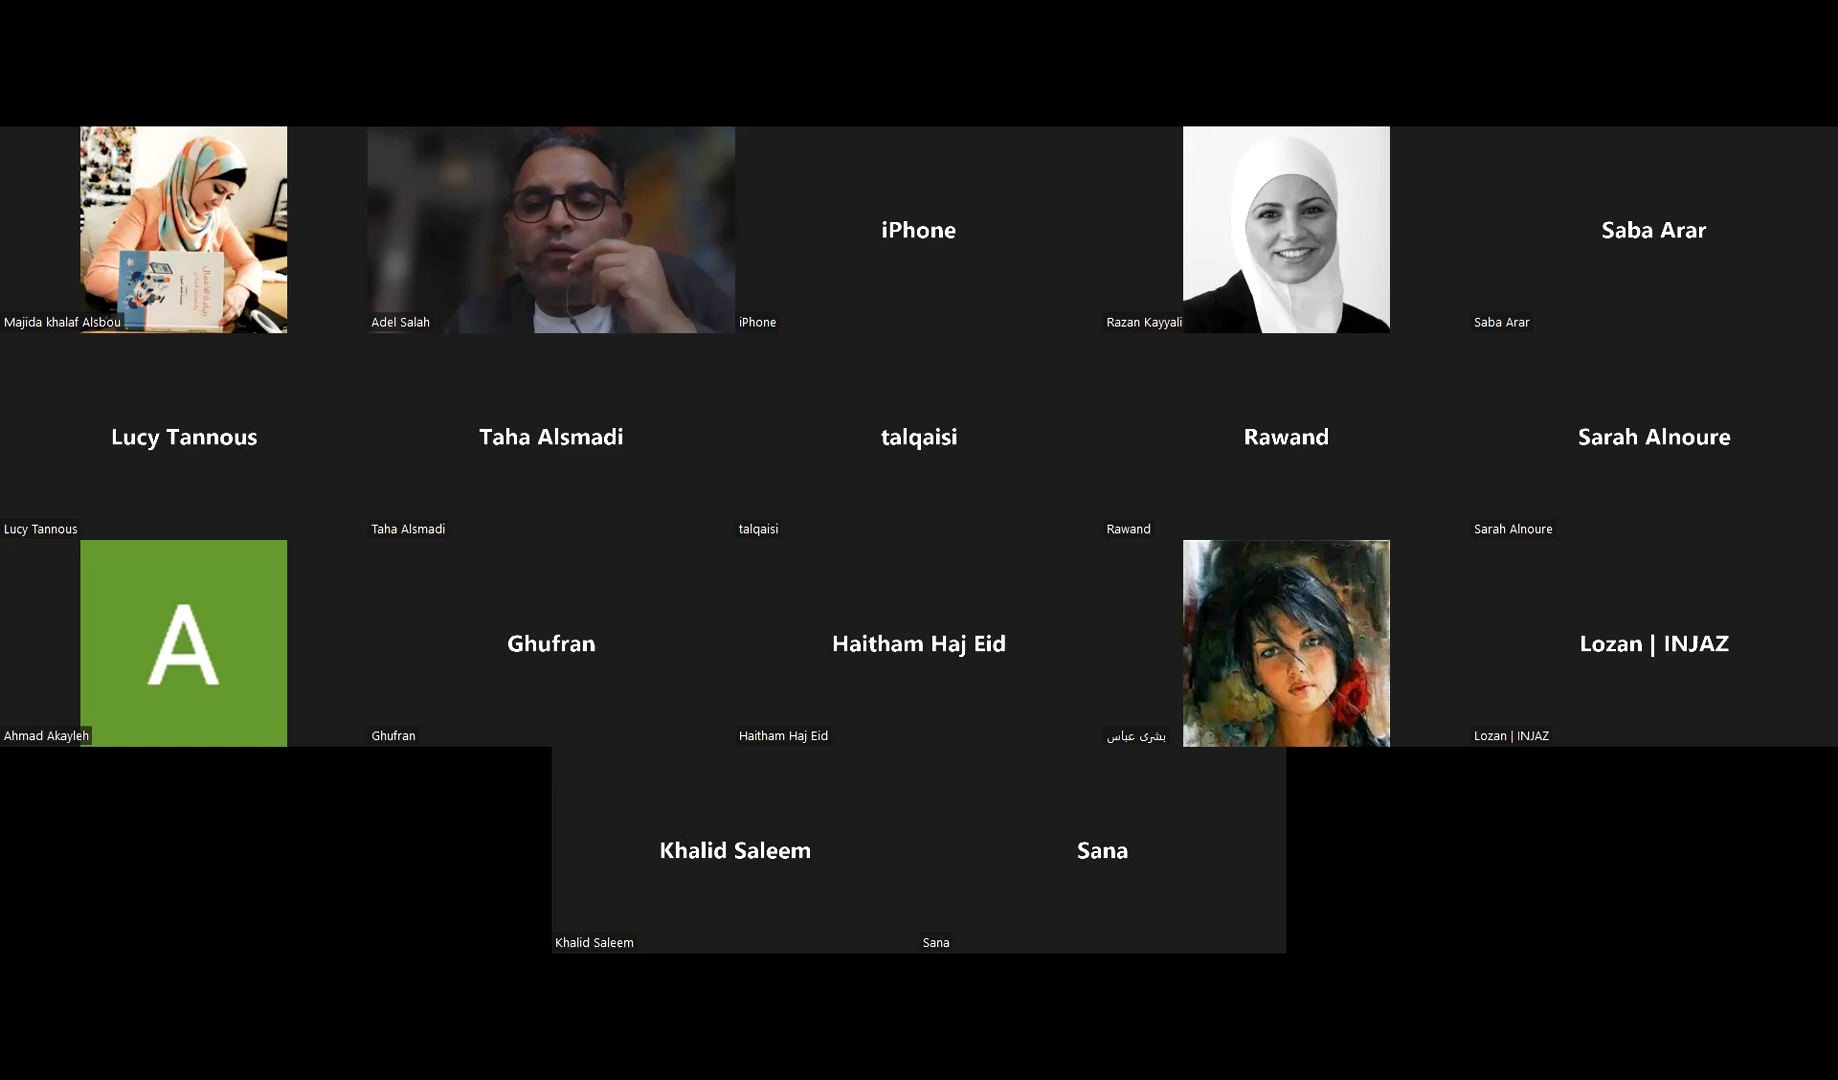 Majida khalaf Alsbou
Adel Salah
iPhone
iPhone
Razan Kayyali
Saba Arar
Saba Arar
ريادة الأعمال
Lucy Tannous
Lucy Tannous
Taha Alsmadi
Taha Alsmadi
talqaisi
talqaisi
Rawand
Rawand
Sarah Alnoure
Sarah Alnoure
A
Ahmad Akayleh
Ghufran
Ghufran
Haitham Haj Eid
Haitham Haj Eid
بشرى عباس
Lozan | INJAZ
Lozan | INJAZ
Khalid Saleem
Khalid Saleem
Sana
Sana